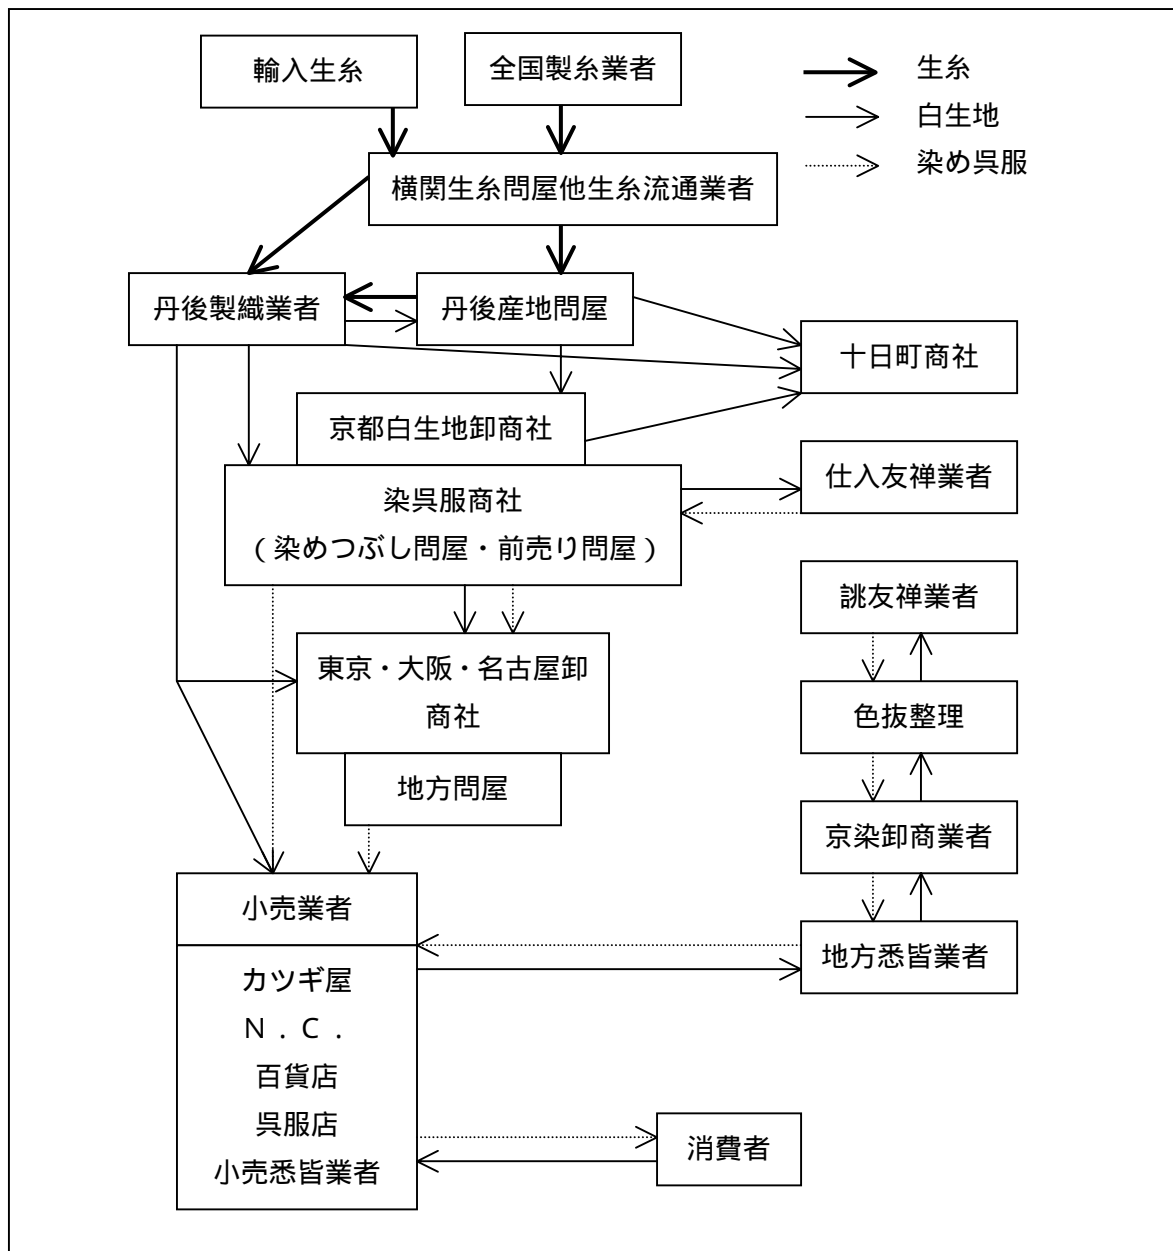 輸入生糸
全国製糸業者
生糸
白生地
染め呉服
横関生糸問屋他生糸流通業者
丹後製織業者
丹後産地問屋
十日町商社
京都白生地卸商社
仕入友禅業者
染呉服商社
(染めつぶし問屋・前売り問屋)
誂友禅業者
東京・大阪・名古屋卸
商社
色抜整理
地方問屋
京染卸商業者
小売業者
地方悉皆業者
カツギ屋
N.C.
百貨店
呉服店
小売悉皆業者
消費者